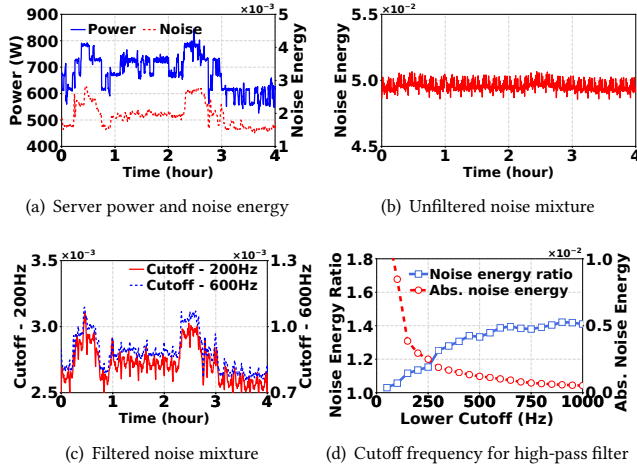 ×10⁻³
900
800
700
600
500
400
Power (W)
Power
Noise
5
4
3
2
1
Noise Energy
0 1 2 3 4
Time (hour)
(a) Server power and noise energy
×10⁻²
5.5
5.0
4.5
Noise Energy
0 1 2 3 4
Time (hour)
(b) Unfiltered noise mixture
×10⁻³
×10⁻³
3.5
3.0
2.5
Cutoff - 200Hz
Cutoff - 200Hz
Cutoff - 600Hz
1.3
1.0
0.7
Cutoff - 600Hz
0 1 2 3 4
Time (hour)
(c) Filtered noise mixture
×10⁻²
1.8
1.6
1.4
1.2
1.0
Noise Energy Ratio
Noise energy ratio
Abs. noise energy
1.0
0.5
0.0
Abs. Noise Energy
0 250 500 750 1000
Lower Cutoff (Hz)
(d) Cutoff frequency for high-pass filter